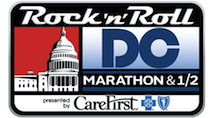 Rock'n'Roll
DC
MARATHON & 1/2
presented by CareFirst